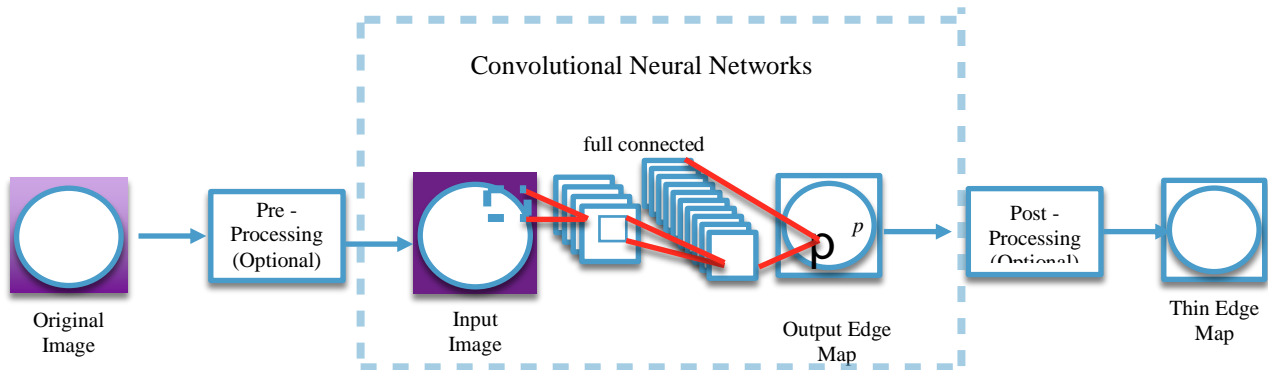 Convolutional Neural Networks
full connected
Pre -
Processing
(Optional)
p
p
Post -
Processing
(Optional)
Original
Image
Input
Image
Output Edge
Map
Thin Edge
Map